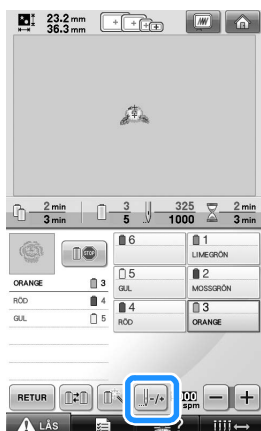 23.2 mm
36.3 mm
2 min
3 min
3
5
325
1000
2 min
3 min
6
1
LIMEGRÖN
5
GUL
2
MOSSGRÖN
4
RÖD
3
ORANGE
STOP
ORANGE 3
RÖD 4
GUL 5
RETUR
-/+
spm
- +
LÅS
?